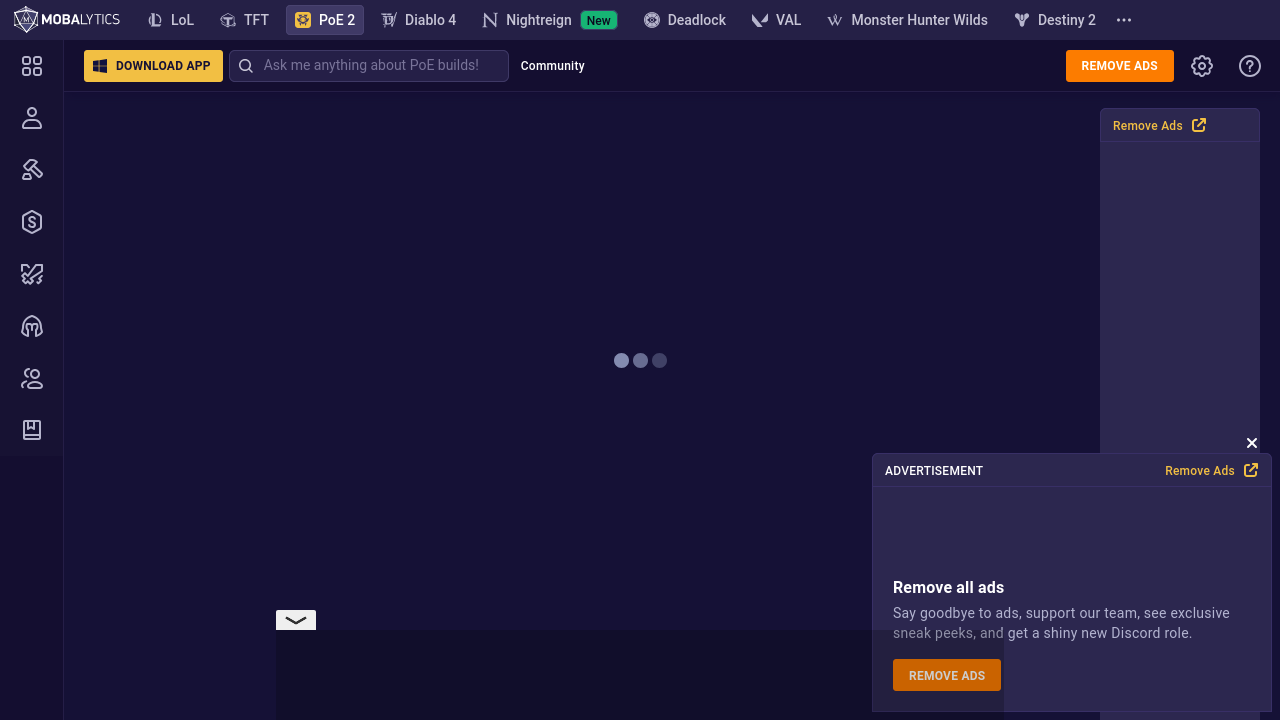 MOBALYTICS LoL TFT PoE 2 Diablo 4 Nightreign New Deadlock VAL Monster Hunter Wilds Destiny 2
DOWNLOAD APP Ask me anything about PoE builds! Community REMOVE ADS
Remove Ads
ADVERTISEMENT Remove Ads
Remove all ads
Say goodbye to ads, support our team, see exclusive
sneak peeks, and get a shiny new Discord role.
REMOVE ADS